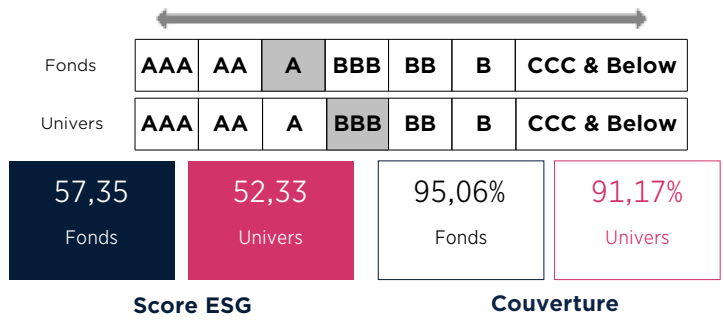 Fonds AAA AA A BBB BB B CCC & Below
Univers AAA AA A BBB BB B CCC & Below
57,35 52,33 95,06% 91,17%
Fonds Univers Fonds Univers
Score ESG Couverture